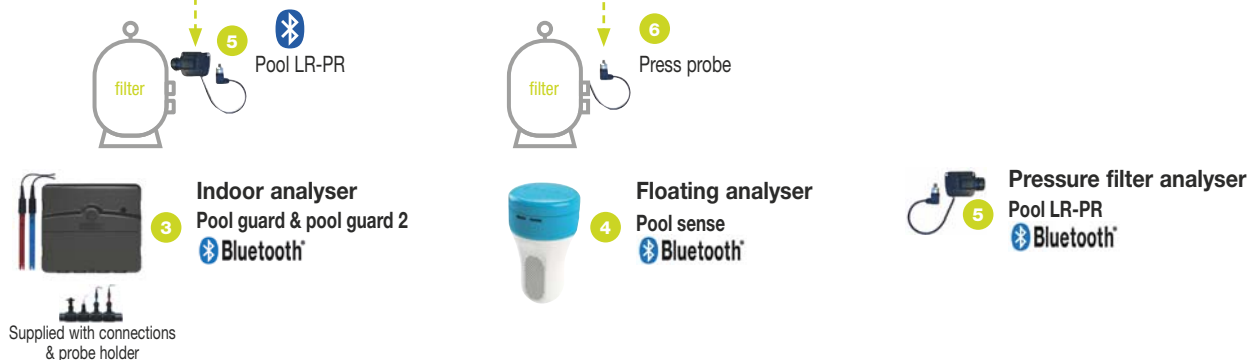 5
Pool LR-PR
filter
6
Press probe
filter
3
Indoor analyser
Pool guard & pool guard 2
Bluetooth®
Supplied with connections
& probe holder
4
Floating analyser
Pool sense
Bluetooth®
5
Pressure filter analyser
Pool LR-PR
Bluetooth®